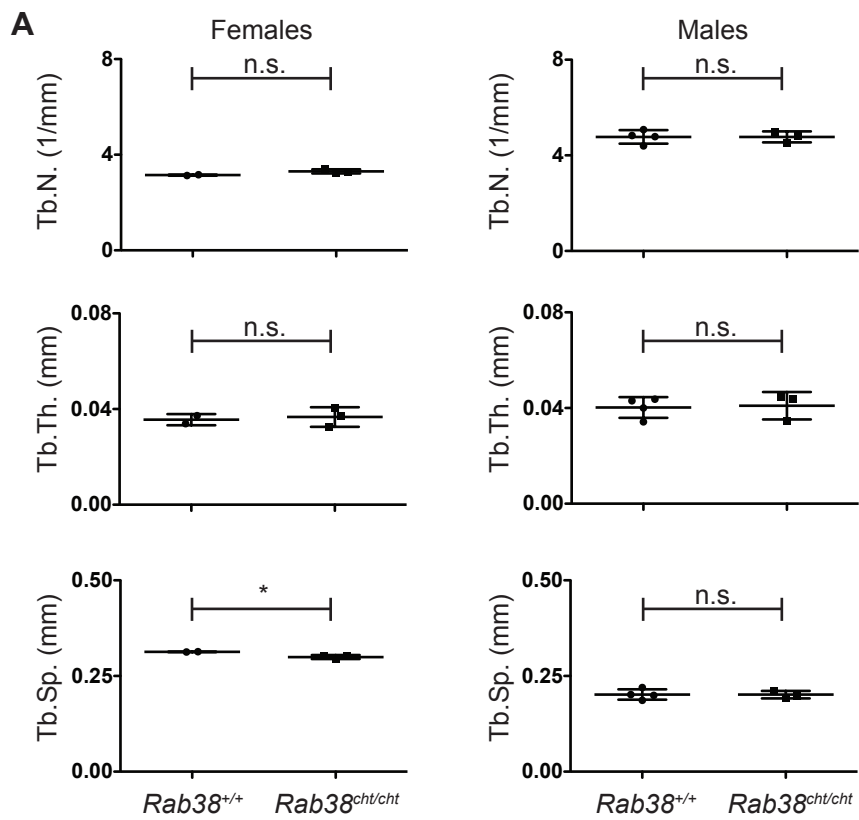 A
Females
Males
8
n.s.
4
0
Tb.N. (1/mm)
8
n.s.
4
0
Tb.N. (1/mm)
0.08
n.s.
0.04
0.00
Tb.Th. (mm)
0.08
n.s.
0.04
0.00
Tb.Th. (mm)
0.50
*
0.25
0.00
Tb.Sp. (mm)
0.50
n.s.
0.25
0.00
Tb.Sp. (mm)
Rab38+/+ Rab38cht/cht
Rab38+/+ Rab38cht/cht